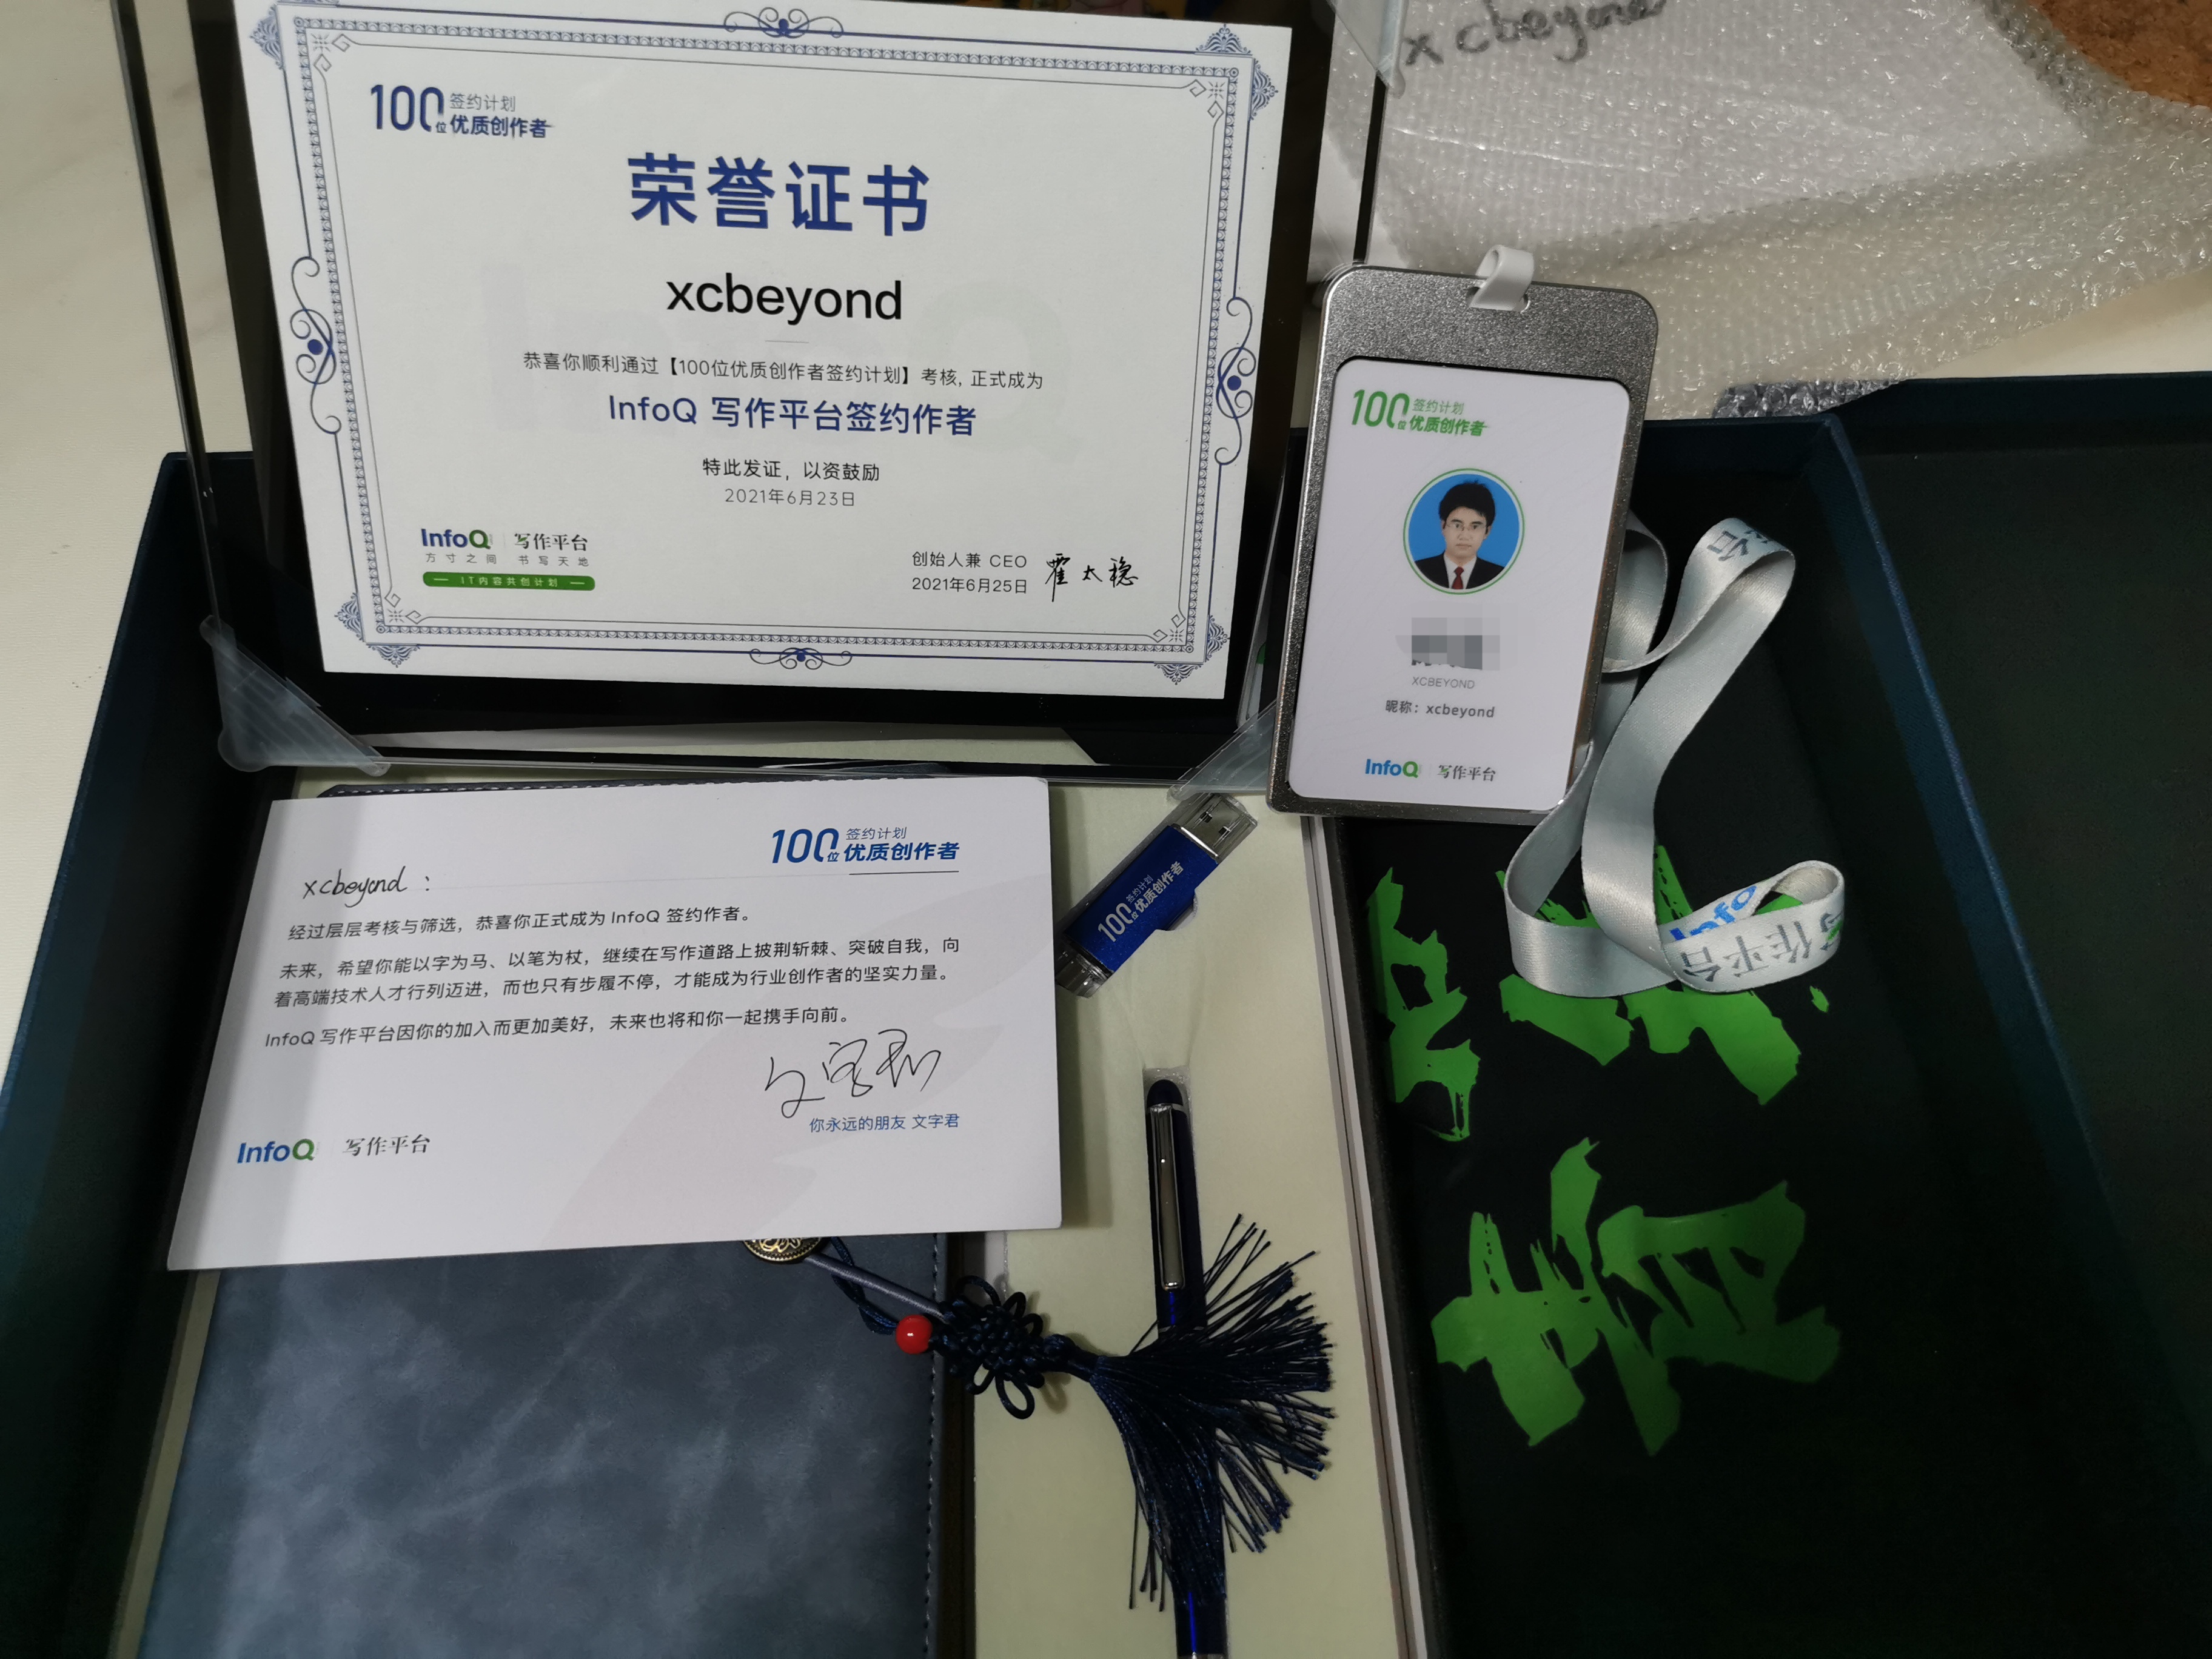 100位
签约计划
优质创作者
荣誉证书
xcbeyond
恭喜你顺利通过【100位优质创作者签约计划】考核, 正式成为
InfoQ 写作平台签约作者
特此发证，以资鼓励
2021年6月23日
InfoQ 写作平台
方寸之间 书写天地
IT内容共创计划
创始人兼 CEO
2021年6月25日
霍太稳
xcbeyond
100位
签约计划
优质创作者
XCBEYOND
昵称：xcbeyond
InfoQ 写作平台
100位
签约计划
优质创作者
xcbeyond：
经过层层考核与筛选，恭喜你正式成为 InfoQ 签约作者。
未来，希望你能以字为马、以笔为杖，继续在写作道路上披荆斩棘、突破自我，向
着高端技术人才行列迈进，而也只有步履不停，才能成为行业创作者的坚实力量。
InfoQ 写作平台因你的加入而更加美好，未来也将和你一起携手向前。
文字君
你永远的朋友 文字君
InfoQ 写作平台
100位
签约计划
优质创作者
台
Info
写作平台